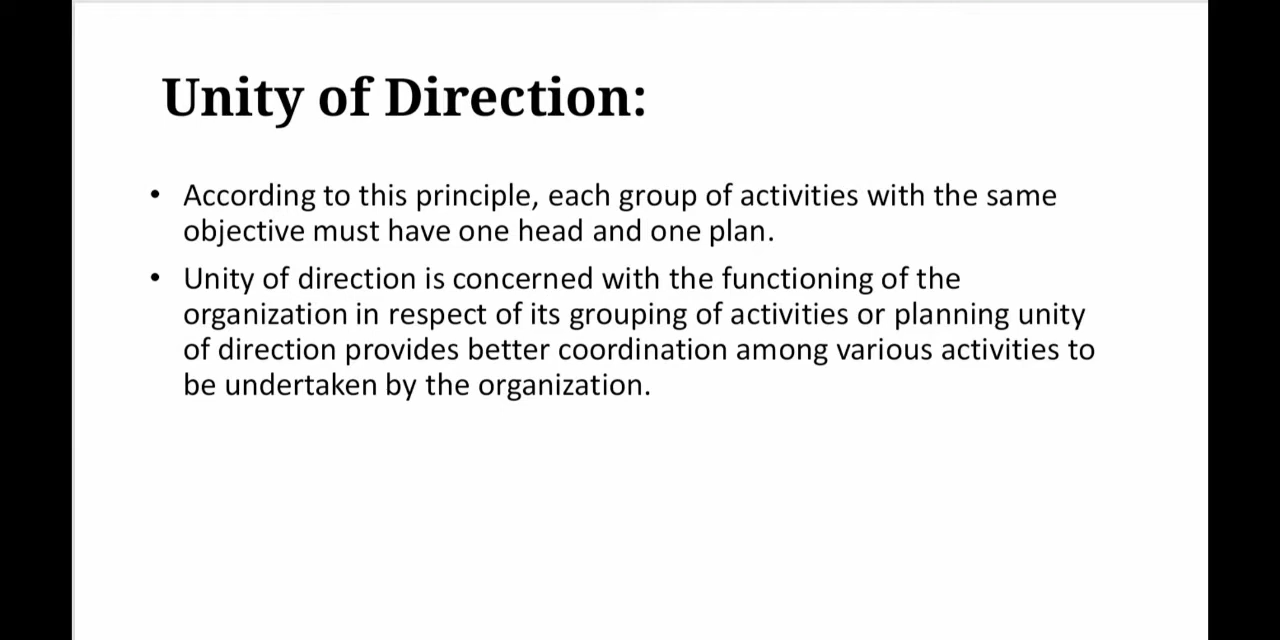 Unity of Direction:
• According to this principle, each group of activities with the same
objective must have one head and one plan.
• Unity of direction is concerned with the functioning of the
organization in respect of its grouping of activities or planning unity
of direction provides better coordination among various activities to
be undertaken by the organization.